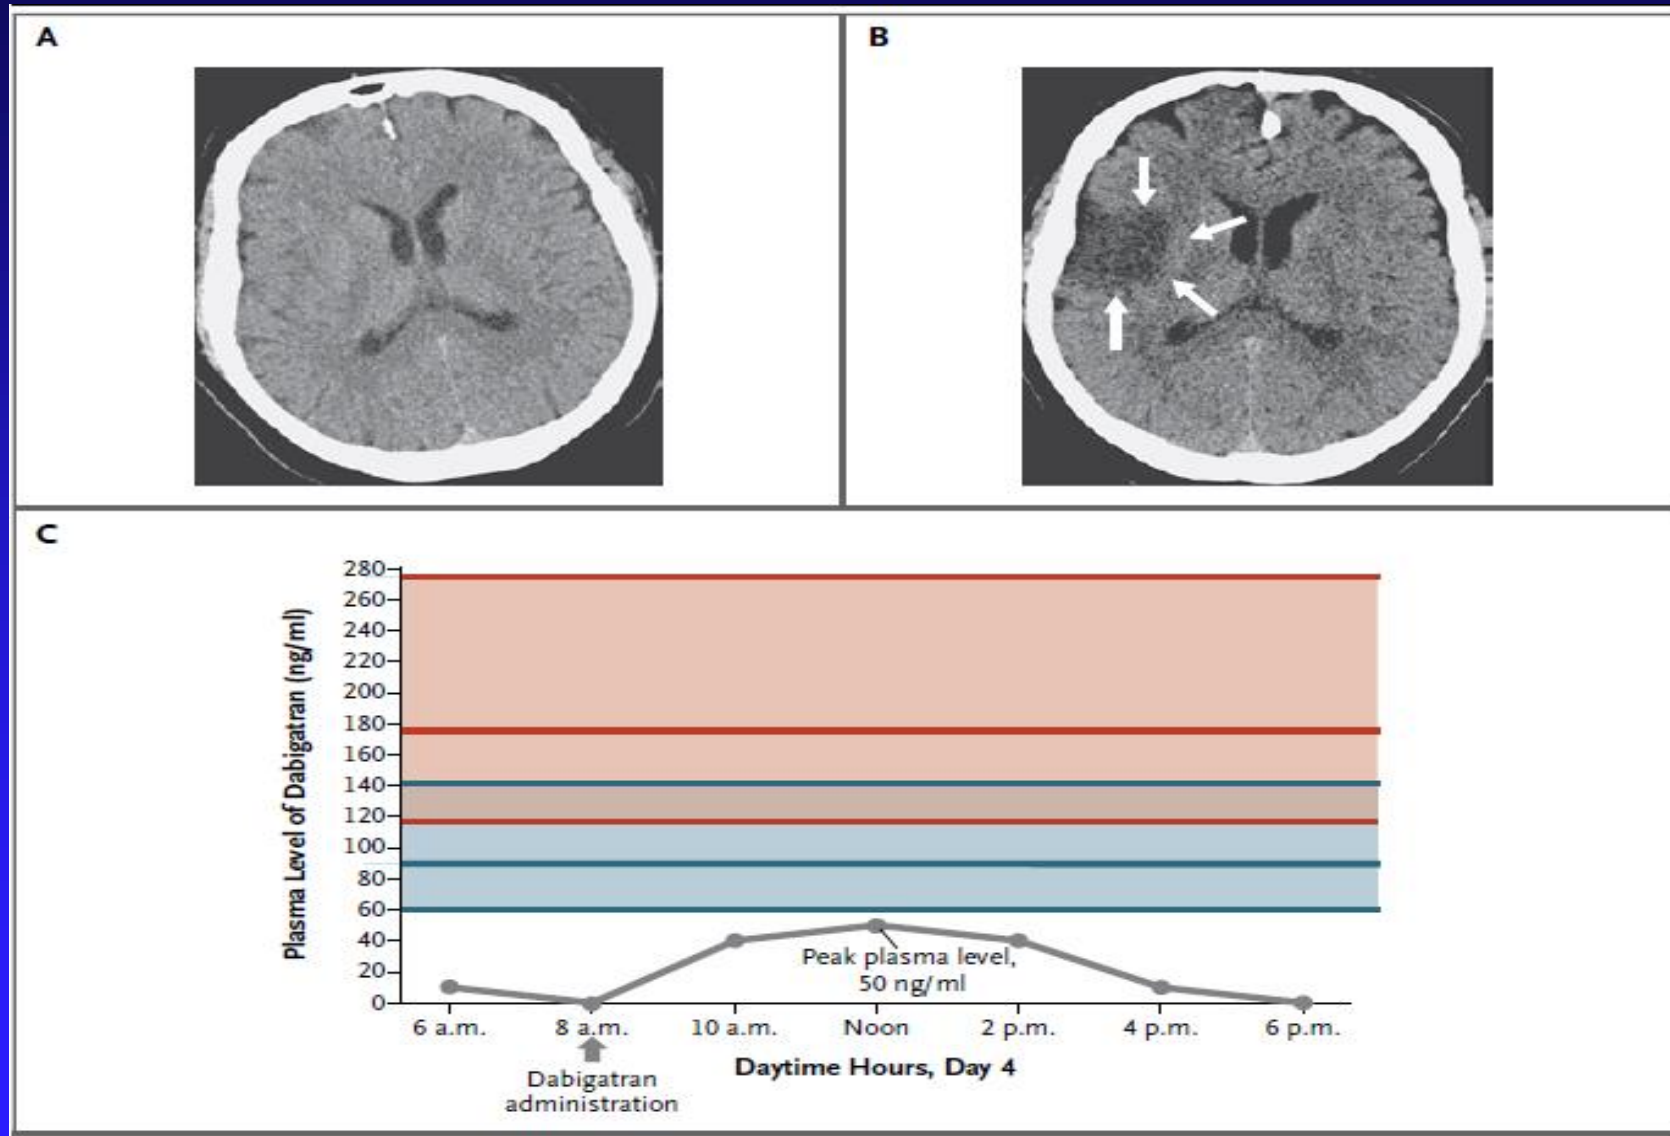 A
B
C
280
260
240
220
200
180
160
140
120
100
80
60
40
20
0
Plasma Level of Dabigatran (ng/ml)
Peak plasma level,
50 ng/ml
6 a.m.
8 a.m.
10 a.m.
Noon
2 p.m.
4 p.m.
6 p.m.
Dabigatran
administration
Daytime Hours, Day 4